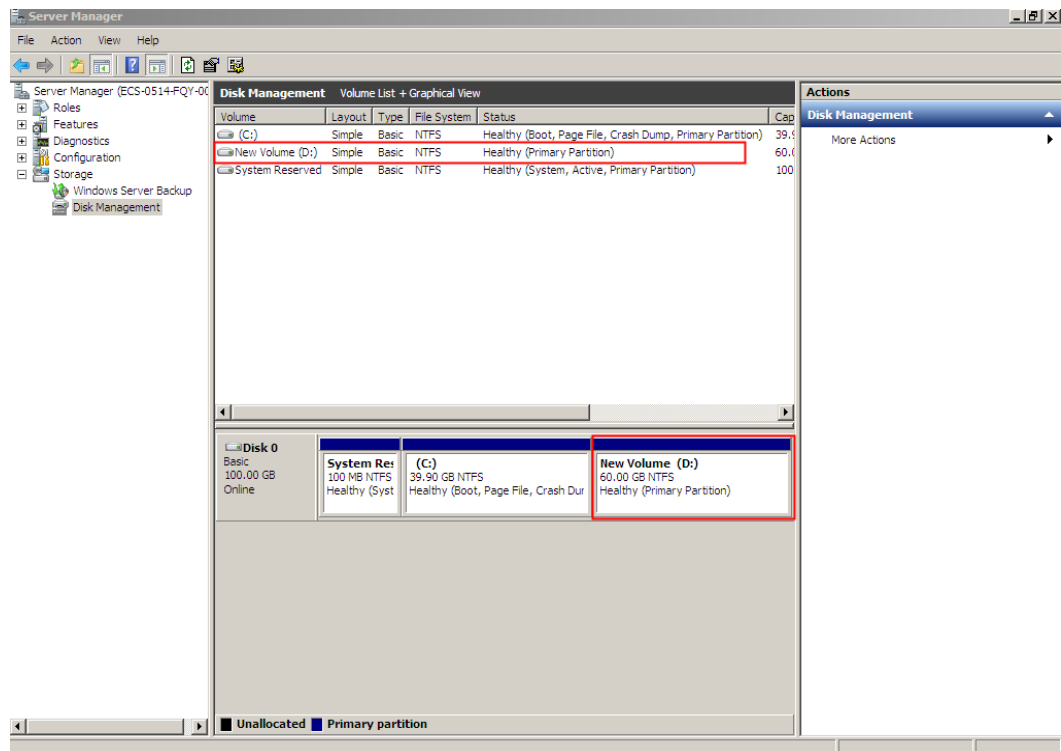 Server Manager
File Action View Help
Server Manager (ECS-0514-FQY-00
Roles
Features
Diagnostics
Configuration
Storage
Windows Server Backup
Disk Management
Disk Management Volume List + Graphical View
Volume Layout Type File System Status Cap
(C:) Simple Basic NTFS Healthy (Boot, Page File, Crash Dump, Primary Partition) 39.9
New Volume (D:) Simple Basic NTFS Healthy (Primary Partition) 60.0
System Reserved Simple Basic NTFS Healthy (System, Active, Primary Partition) 100
Disk 0
Basic
100.00 GB
Online
System Res
100 MB NTFS
Healthy (Syst
(C:)
39.90 GB NTFS
Healthy (Boot, Page File, Crash Dur
New Volume (D:)
60.00 GB NTFS
Healthy (Primary Partition)
Unallocated Primary partition
Actions
Disk Management
More Actions